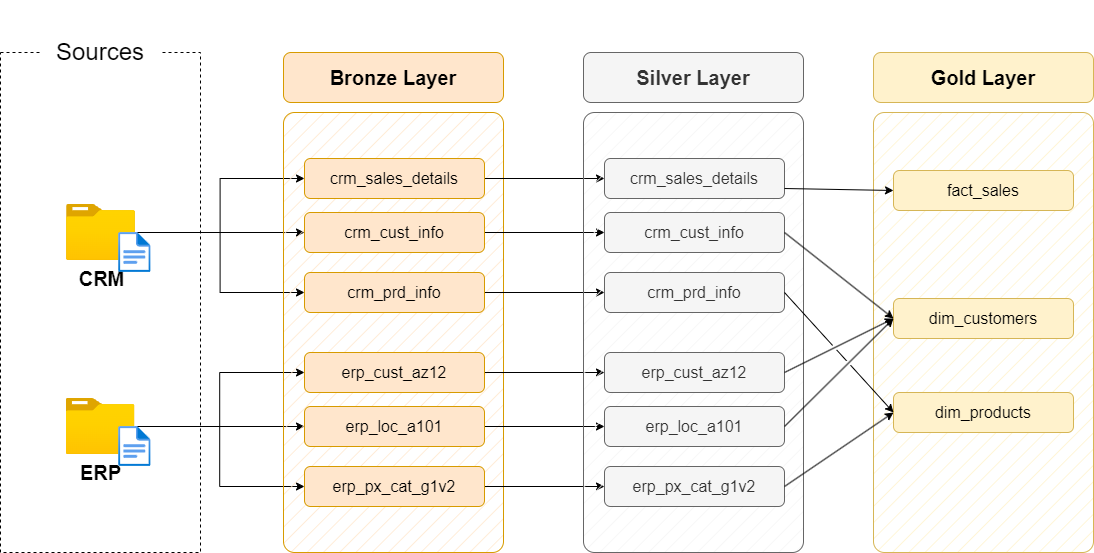 Sources
Bronze Layer
Silver Layer
Gold Layer
crm_sales_details
crm_sales_details
fact_sales
crm_cust_info
crm_cust_info
CRM
crm_prd_info
crm_prd_info
dim_customers
erp_cust_az12
erp_cust_az12
dim_products
erp_loc_a101
erp_loc_a101
ERP
erp_px_cat_g1v2
erp_px_cat_g1v2